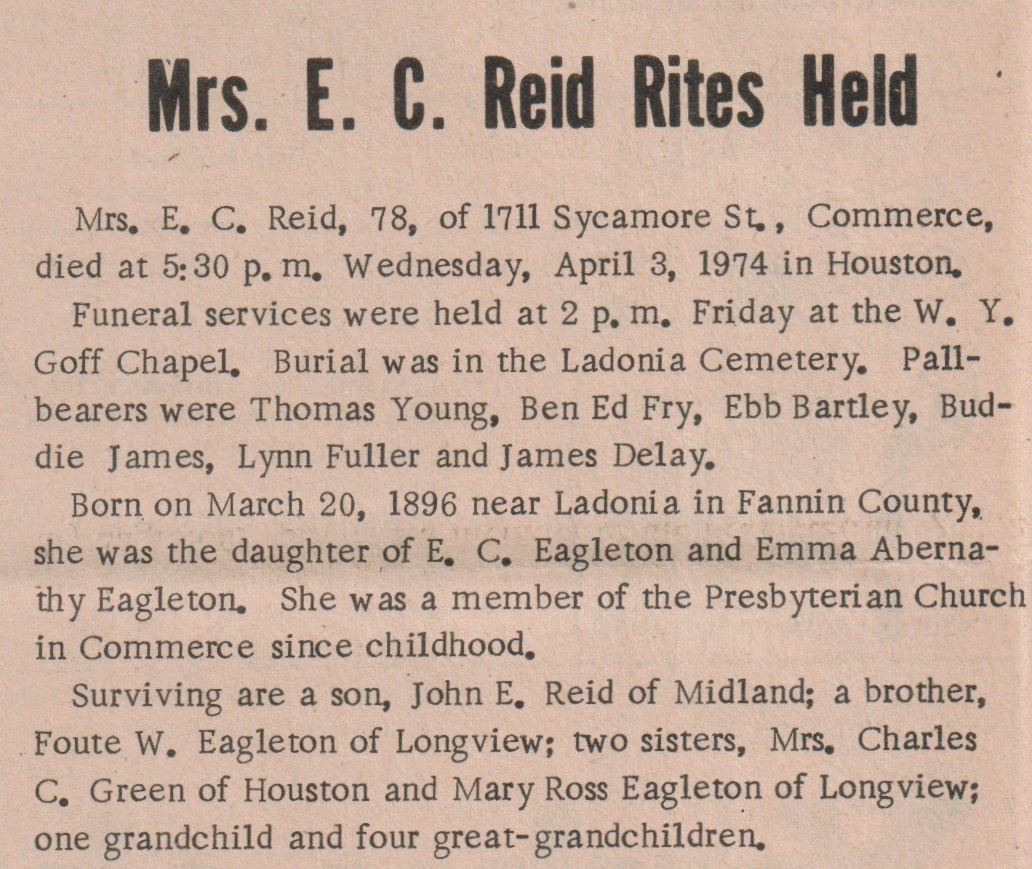 Mrs. E. C. Reid Rites Held
Mrs. E. C. Reid, 78, of 1711 Sycamore St., Commerce,
died at 5:30 p.m. Wednesday, April 3, 1974 in Houston.
Funeral services were held at 2 p.m. Friday at the W. Y.
Goff Chapel. Burial was in the Ladonia Cemetery. Pall-
bearers were Thomas Young, Ben Ed Fry, Ebb Bartley, Bud-
die James, Lynn Fuller and James Delay.
Born on March 20, 1896 near Ladonia in Fannin County,
she was the daughter of E. C. Eagleton and Emma Aberna-
thy Eagleton. She was a member of the Presbyterian Church
in Commerce since childhood.
Surviving are a son, John E. Reid of Midland; a brother,
Foute W. Eagleton of Longview; two sisters, Mrs. Charles
C. Green of Houston and Mary Ross Eagleton of Longview;
one grandchild and four great-grandchildren.